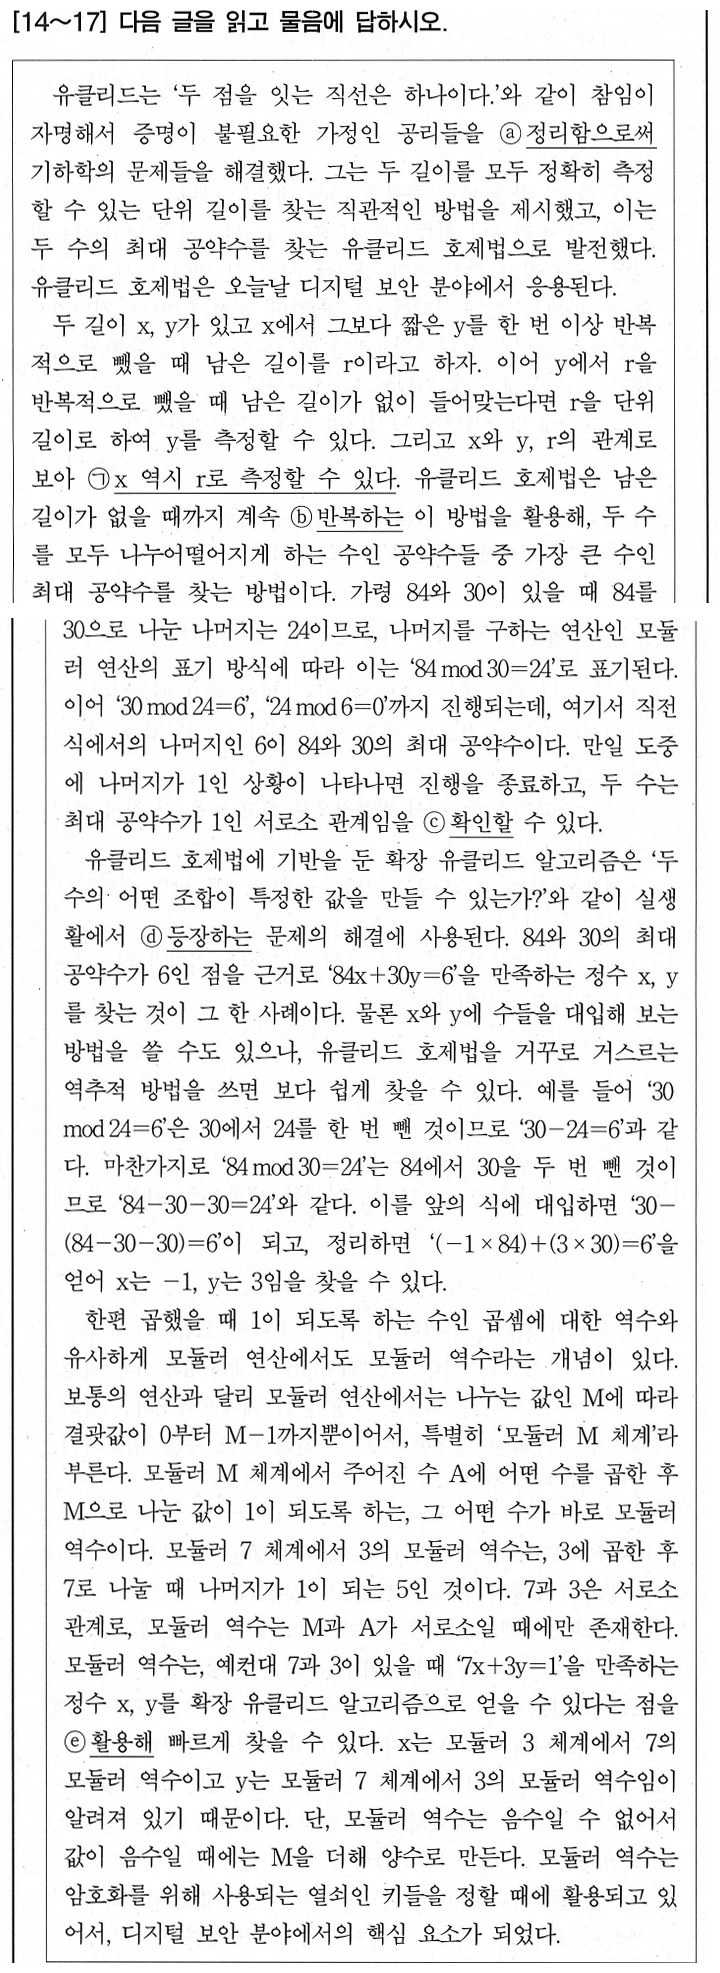 [14~17] 다음 글을 읽고 물음에 답하시오.
유클리드는 ‘두 점을 잇는 직선은 하나이다.’와 같이 참임이
자명해서 증명이 불필요한 가정인 공리들을 ⓐ정리함으로써
기하학의 문제들을 해결했다. 그는 두 길이를 모두 정확히 측정
할 수 있는 단위 길이를 찾는 직관적인 방법을 제시했고, 이는
두 수의 최대 공약수를 찾는 유클리드 호제법으로 발전했다.
유클리드 호제법은 오늘날 디지털 보안 분야에서 응용된다.
두 길이 x, y가 있고 x에서 그보다 짧은 y를 한 번 이상 반복
적으로 뺐을 때 남은 길이를 r이라고 하자. 이어 y에서 r을
반복적으로 뺐을 때 남은 길이가 없이 들어맞는다면 r을 단위
길이로 하여 y를 측정할 수 있다. 그리고 x와 y, r의 관계로
보아 ㉠x 역시 r로 측정할 수 있다. 유클리드 호제법은 남은
길이가 없을 때까지 계속 ⓑ반복하는 이 방법을 활용해, 두 수
를 모두 나누어떨어지게 하는 수인 공약수들 중 가장 큰 수인
최대 공약수를 찾는 방법이다. 가령 84와 30이 있을 때 84를
30으로 나눈 나머지는 24이므로, 나머지를 구하는 연산인 모듈
러 연산의 표기 방식에 따라 이는 ‘84 mod 30=24’로 표기된다.
이어 ‘30 mod 24=6’, ‘24 mod 6=0’까지 진행되는데, 여기서 직전
식에서의 나머지인 6이 84와 30의 최대 공약수이다. 만일 도중
에 나머지가 1인 상황이 나타나면 진행을 종료하고, 두 수는
최대 공약수가 1인 서로소 관계임을 ⓒ확인할 수 있다.
유클리드 호제법에 기반을 둔 확장 유클리드 알고리즘은 ‘두
수의 어떤 조합이 특정한 값을 만들 수 있는가?’와 같이 실생
활에서 ⓓ등장하는 문제의 해결에 사용된다. 84와 30의 최대
공약수가 6인 점을 근거로 ‘84x+30y=6’을 만족하는 정수 x, y
를 찾는 것이 그 한 사례이다. 물론 x와 y에 수들을 대입해 보는
방법을 쓸 수도 있으나, 유클리드 호제법을 거꾸로 거스르는
역추적 방법을 쓰면 보다 쉽게 찾을 수 있다. 예를 들어 ‘30
mod 24=6’은 30에서 24를 한 번 뺀 것이므로 ‘30-24=6’과 같
다. 마찬가지로 ‘84 mod 30=24’는 84에서 30을 두 번 뺀 것이
므로 ‘84-30-30=24’와 같다. 이를 앞의 식에 대입하면 ‘30-
(84-30-30)=6’이 되고, 정리하면 ‘(-1×84)+(3×30)=6’을
얻어 x는 -1, y는 3임을 찾을 수 있다.
한편 곱했을 때 1이 되도록 하는 수인 곱셈에 대한 역수와
유사하게 모듈러 연산에서도 모듈러 역수라는 개념이 있다.
보통의 연산과 달리 모듈러 연산에서는 나누는 값인 M에 따라
결괏값이 0부터 M-1까지뿐이어서, 특별히 ‘모듈러 M 체계’라
부른다. 모듈러 M 체계에서 주어진 수 A에 어떤 수를 곱한 후
M으로 나눈 값이 1이 되도록 하는, 그 어떤 수가 바로 모듈러
역수이다. 모듈러 7 체계에서 3의 모듈러 역수는, 3에 곱한 후
7로 나눌 때 나머지가 1이 되는 5인 것이다. 7과 3은 서로소
관계로, 모듈러 역수는 M과 A가 서로소일 때에만 존재한다.
모듈러 역수는, 예컨대 7과 3이 있을 때 ‘7x+3y=1’을 만족하는
정수 x, y를 확장 유클리드 알고리즘으로 얻을 수 있다는 점을
ⓔ활용해 빠르게 찾을 수 있다. x는 모듈러 3 체계에서 7의
모듈러 역수이고 y는 모듈러 7 체계에서 3의 모듈러 역수임이
알려져 있기 때문이다. 단, 모듈러 역수는 음수일 수 없어서
값이 음수일 때에는 M을 더해 양수로 만든다. 모듈러 역수는
암호화를 위해 사용되는 열쇠인 키들을 정할 때에 활용되고 있
어서, 디지털 보안 분야에서의 핵심 요소가 되었다.